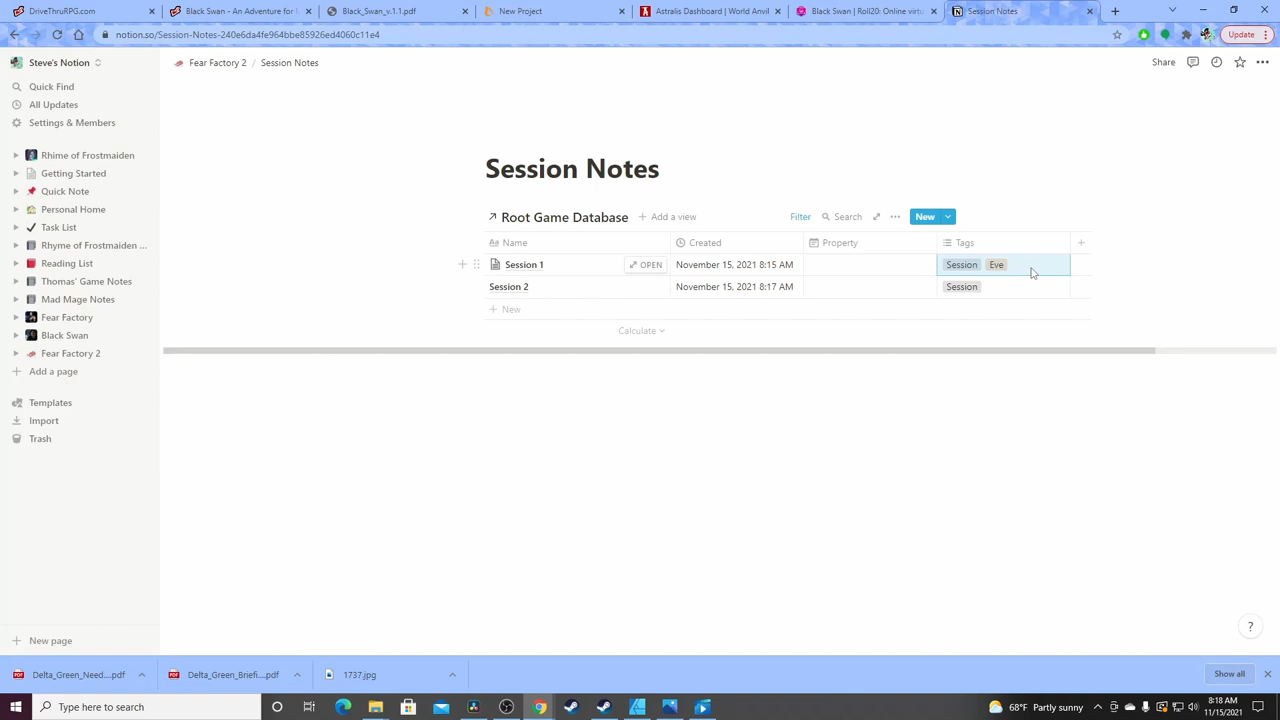 DriveThruRPG.com
Black Swan - An Adventure for M
Black_Swan_v.1.1.pdf
New Project
Astralis Dashboard | World Anvil
Black Swan | Roll20: Online virtu
Session Notes
notion.so/Session-Notes-240e6da4fe964bbe85926ed4060c11e4
Update
Steve's Notion
Fear Factory 2 / Session Notes
Share
Quick Find
All Updates
Settings & Members
Rhime of Frostmaiden
Getting Started
Quick Note
Personal Home
Task List
Rhyme of Frostmaiden ...
Reading List
Thomas' Game Notes
Mad Mage Notes
Fear Factory
Black Swan
Fear Factory 2
Add a page
Templates
Import
Trash
New page
Session Notes
Root Game Database
Add a view
Filter
Search
New
Aa Name
Created
Property
Tags
Session 1
OPEN
November 15, 2021 8:15 AM
Session Eve
Session 2
November 15, 2021 8:17 AM
Session
New
Calculate
?
Delta_Green_Need....pdf
Delta_Green_Briefi....pdf
1737.jpg
Show all
Type here to search
68°F Partly sunny
8:18 AM
11/15/2021